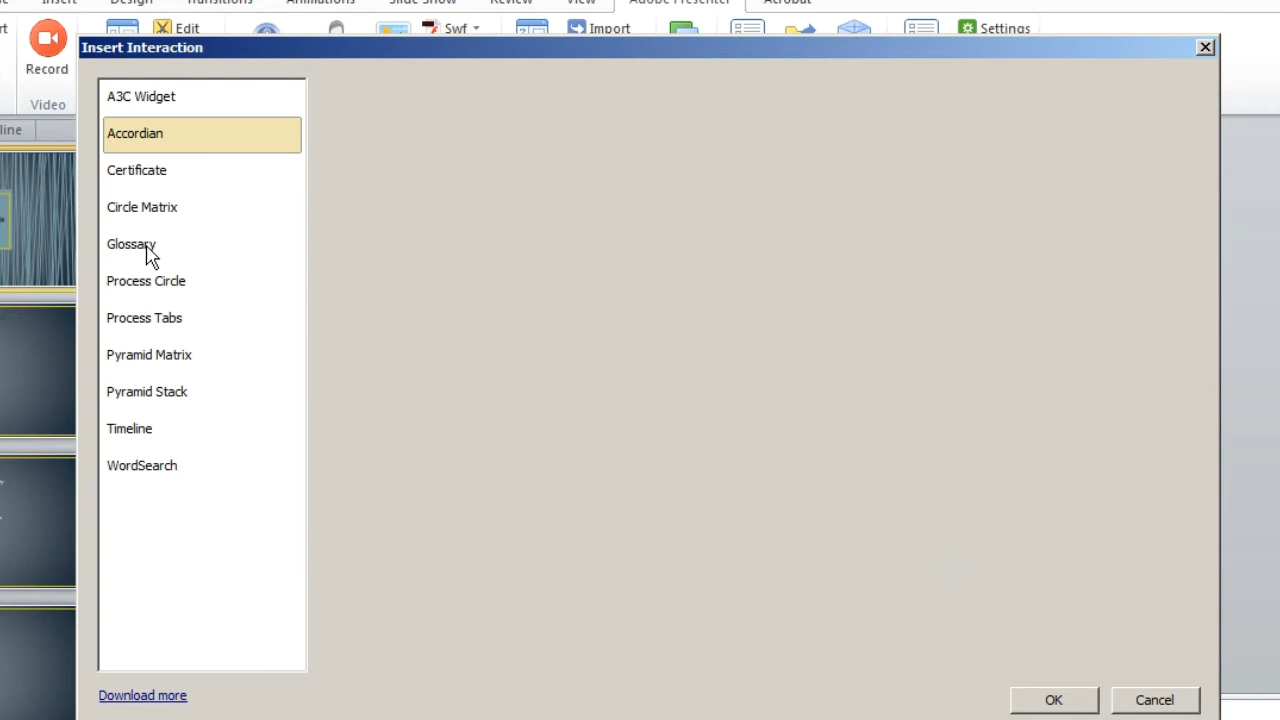 Insert Design Transitions Animations Slide Show Review View Adobe Presenter Acrobat
Edit Swf Import Settings
Record
Video
Insert Interaction
A3C Widget
Accordian
Certificate
Circle Matrix
Glossary
Process Circle
Process Tabs
Pyramid Matrix
Pyramid Stack
Timeline
WordSearch
Download more
OK Cancel